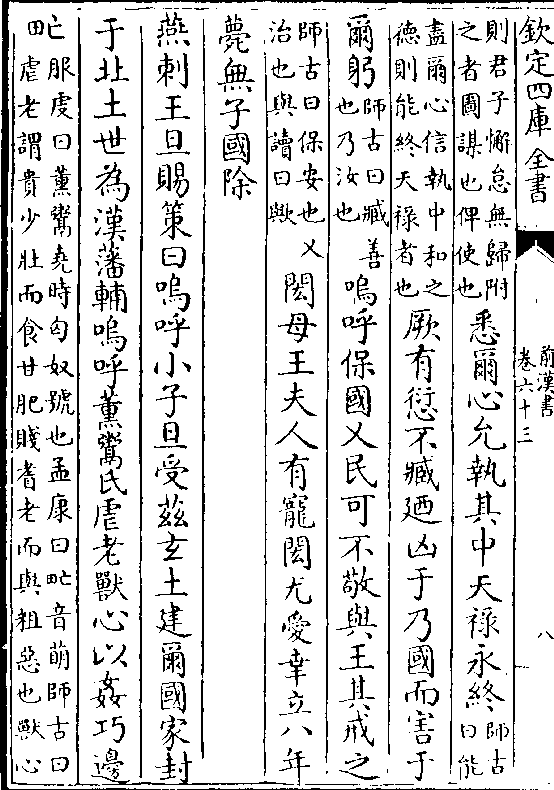 欽定四庫全書
前漢書
卷六十三
八
則君子懈怠無歸附
之者圖謀也俾使也
悉爾心允執其中天祿永終
師古
曰能
盡爾心信執中和之
德則能終天祿者也
厥有愆不臧廼凶于乃國而害于
爾躬
師古曰臧善
也乃汝也
嗚呼保國乂民可不敬與王其戒之
師古曰保安也乂
治也與讀曰歟
閎母王夫人有寵閎尤愛幸立八年
薨無子國除
燕刺王旦賜策曰嗚呼小子旦受兹玄土建爾國家封
于北土世為漢藩輔嗚呼薰鬻氏虐老獸心以姦巧邊
甿
服虔曰薰鬻堯時匈奴號也孟康曰甿音萌師古曰
虐老謂貴少壯而食甘肥賤耆老而與粗惡也獸心